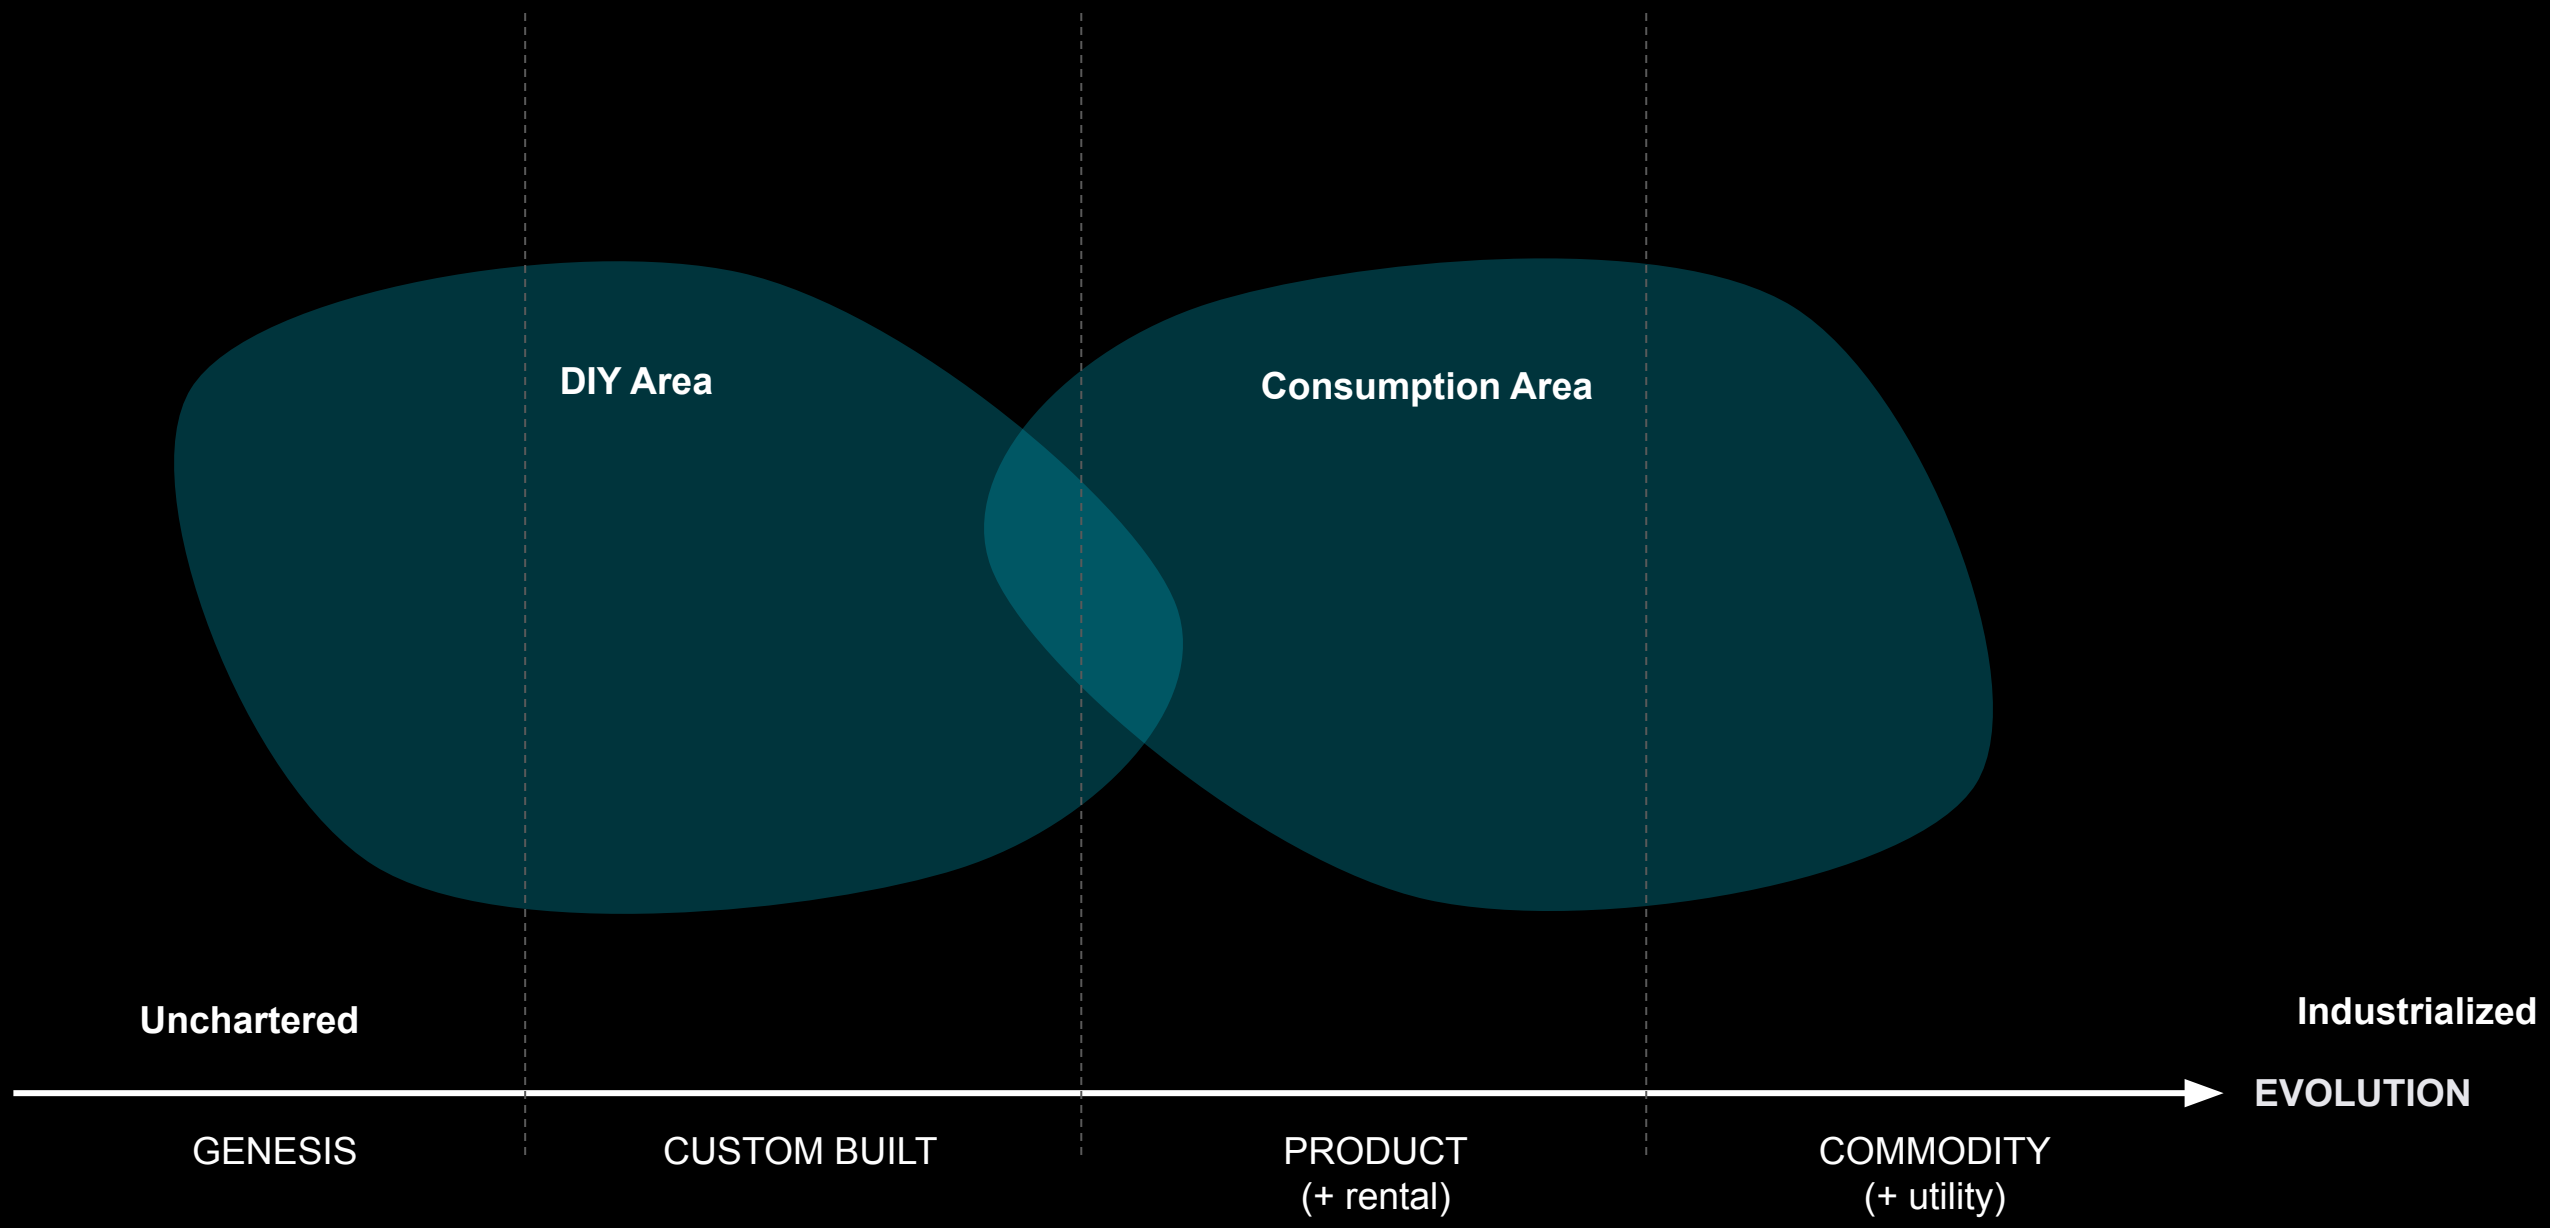 DIY Area
Consumption Area
Unchartered
Industrialized
EVOLUTION
GENESIS
CUSTOM BUILT
PRODUCT
(+ rental)
COMMODITY
(+ utility)